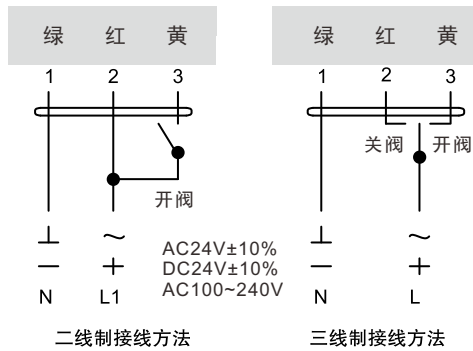 绿 红 黄
1 2 3
开阀
⊥ ~
− +
N L1
AC24V±10%
DC24V±10%
AC100~240V
二线制接线方法
绿 红 黄
1 2 3
关阀 开阀
⊥ ~
− +
N L
三线制接线方法